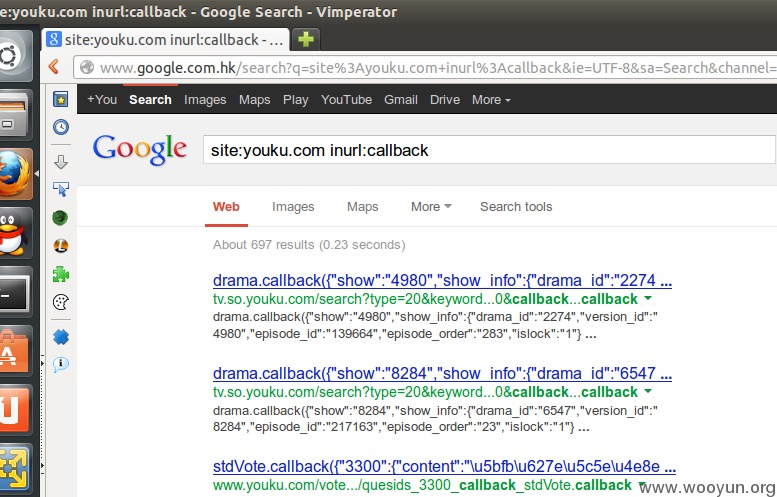 site:youku.com inurl:callback - Google Search - Vimperator
site:youku.com inurl:callback - ...
www.google.com.hk/search?q=site%3Ayouku.com+inurl%3Acallback&ie=UTF-8&sa=Search&channel=
+You Search Images Maps Play YouTube Gmail Drive More
Google site:youku.com inurl:callback
Web Images Maps More Search tools
About 697 results (0.23 seconds)
drama.callback({"show":"4980","show_info":{"drama_id":"2274 ...
tv.so.youku.com/search?type=20&keyword...0&callback...callback
drama.callback({"show":"4980","show_info":{"drama_id":"2274","version_id":"
4980","episode_id":"139664","episode_order":"283","islock":"1"} ...
drama.callback({"show":"8284","show_info":{"drama_id":"6547 ...
tv.so.youku.com/search?type=20&keyword...0&callback...callback
drama.callback({"show":"8284","show_info":{"drama_id":"6547","version_id":"
8284","episode_id":"217163","episode_order":"23","islock":"1"} ...
stdVote.callback({"3300":{"content":"\u5bfb\u627e\u5c5e\u4e8e ...
www.youku.com/vote.../quesids_3300_callback_stdVote.callback
www.wooyun.org